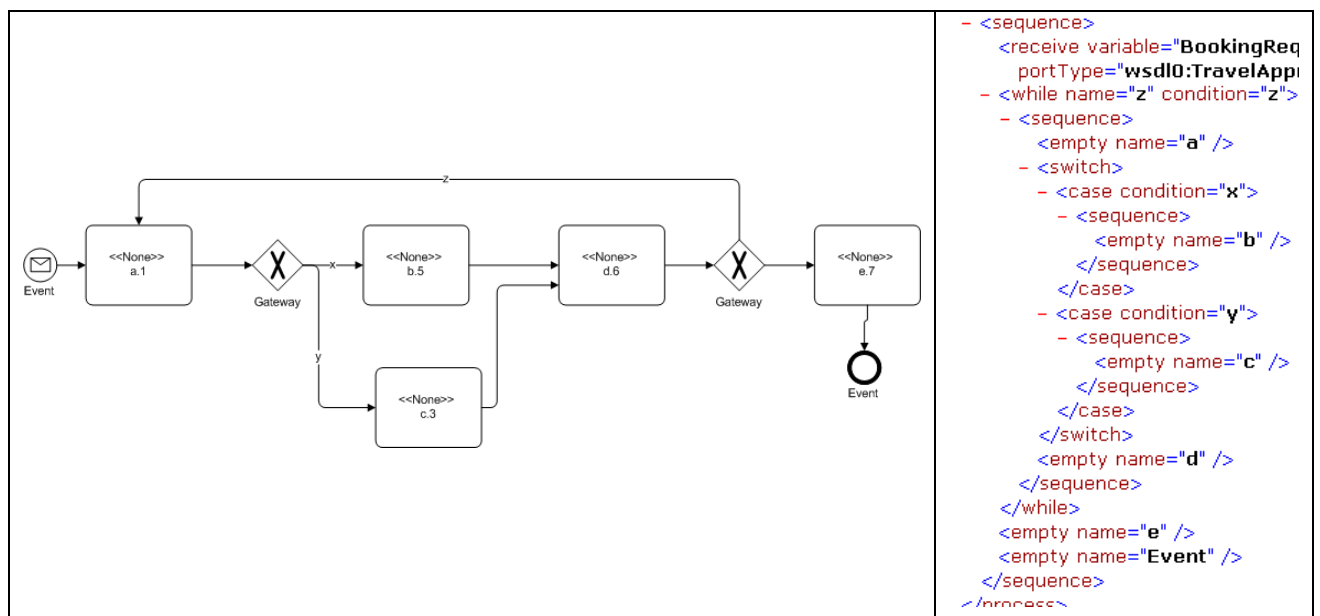 z
<<None>>
a.1
Event
Gateway
x
y
<<None>>
b.5
<<None>>
c.3
<<None>>
d.6
Gateway
<<None>>
e.7
Event
- <sequence>
<receive variable="BookingReq
portType="wsdl0:TravelAppr
- <while name="z" condition="z">
- <sequence>
<empty name="a" />
- <switch>
- <case condition="x">
- <sequence>
<empty name="b" />
</sequence>
</case>
- <case condition="y">
- <sequence>
<empty name="c" />
</sequence>
</case>
</switch>
<empty name="d" />
</sequence>
</while>
<empty name="e" />
<empty name="Event" />
</sequence>
</process>